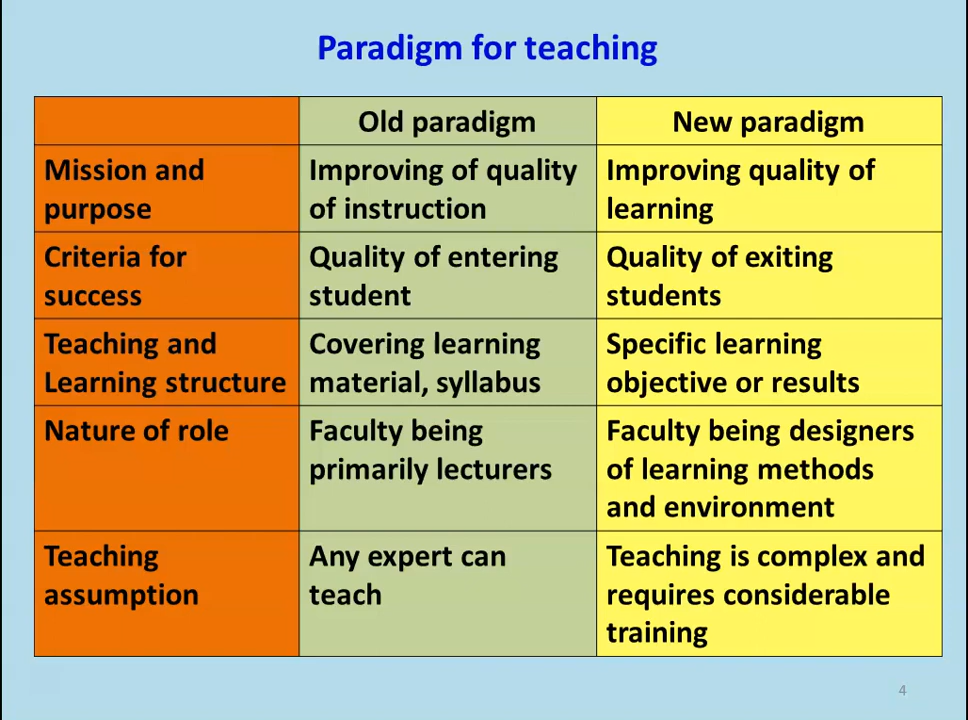 Paradigm for teaching
Old paradigm
New paradigm
Mission and
purpose
Improving of quality
of instruction
Improving quality of
learning
Criteria for
success
Quality of entering
student
Quality of exiting
students
Teaching and
Learning structure
Covering learning
material, syllabus
Specific learning
objective or results
Nature of role
Faculty being
primarily lecturers
Faculty being designers
of learning methods
and environment
Teaching
assumption
Any expert can
teach
Teaching is complex and
requires considerable
training
4